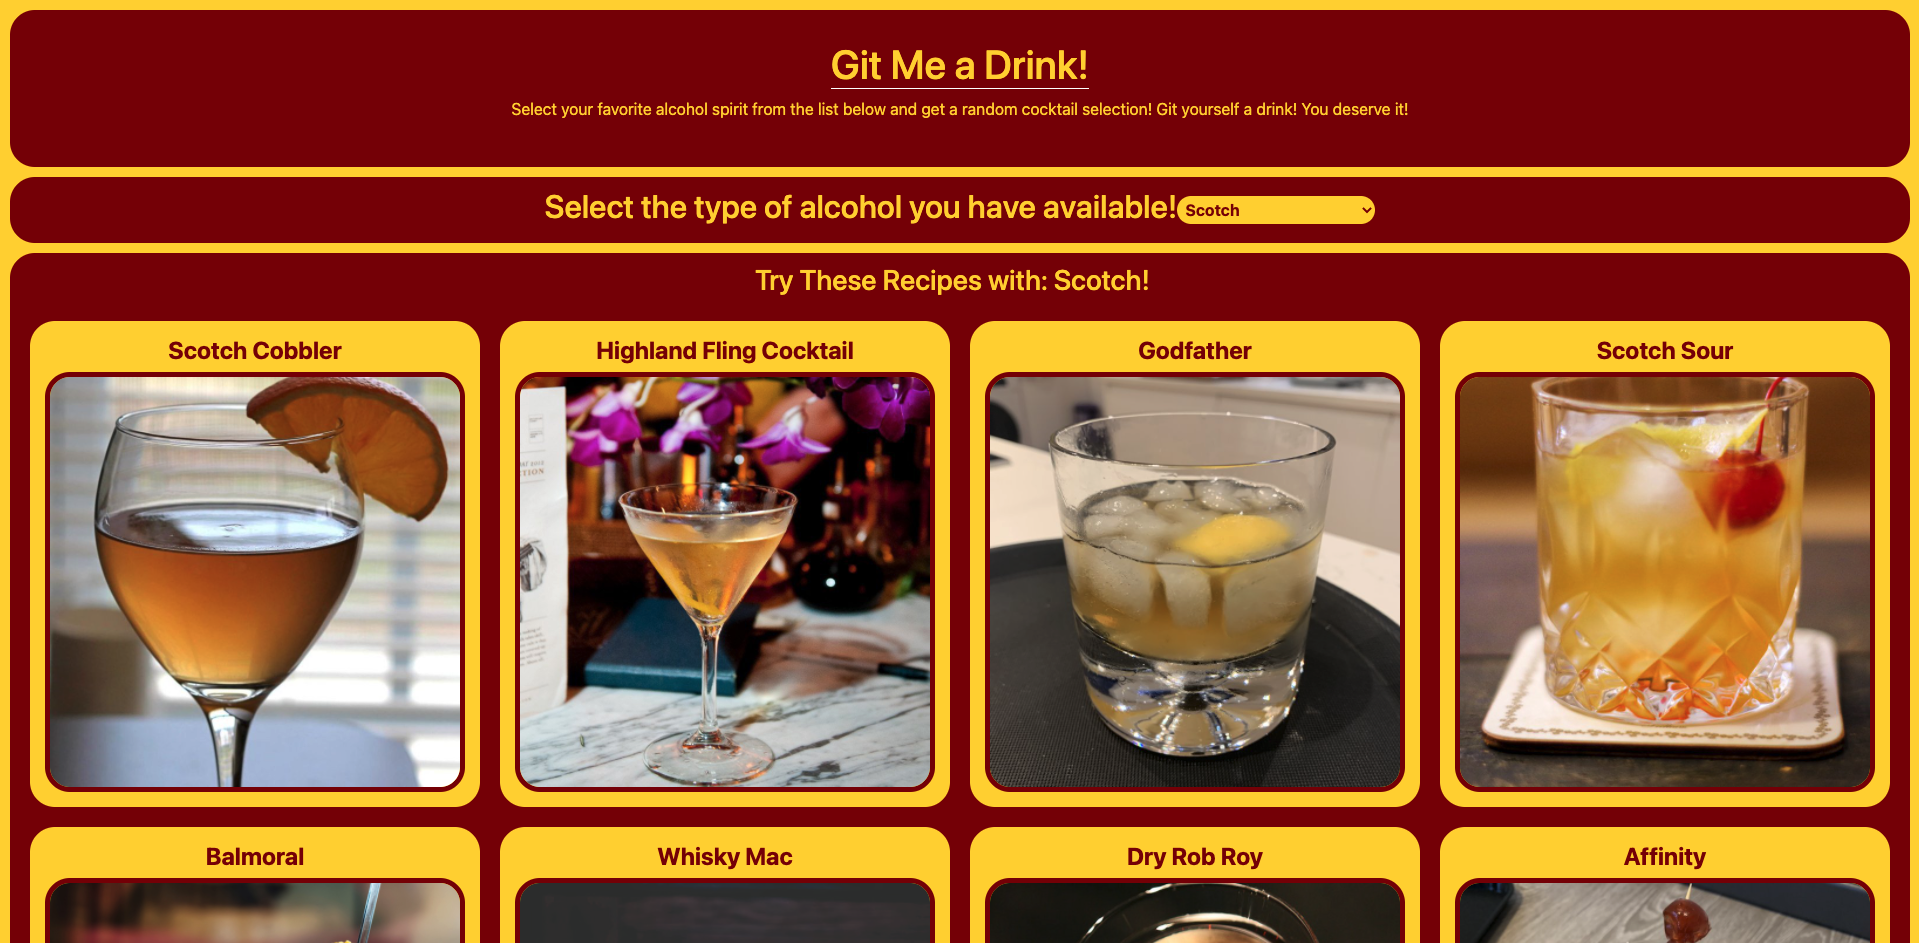 Git Me a Drink!
Select your favorite alcohol spirit from the list below and get a random cocktail selection! Git yourself a drink! You deserve it!
Select the type of alcohol you have available! Scotch
Try These Recipes with: Scotch!
Scotch Cobbler
Highland Fling Cocktail
Godfather
Scotch Sour
Balmoral
Whisky Mac
Dry Rob Roy
Affinity